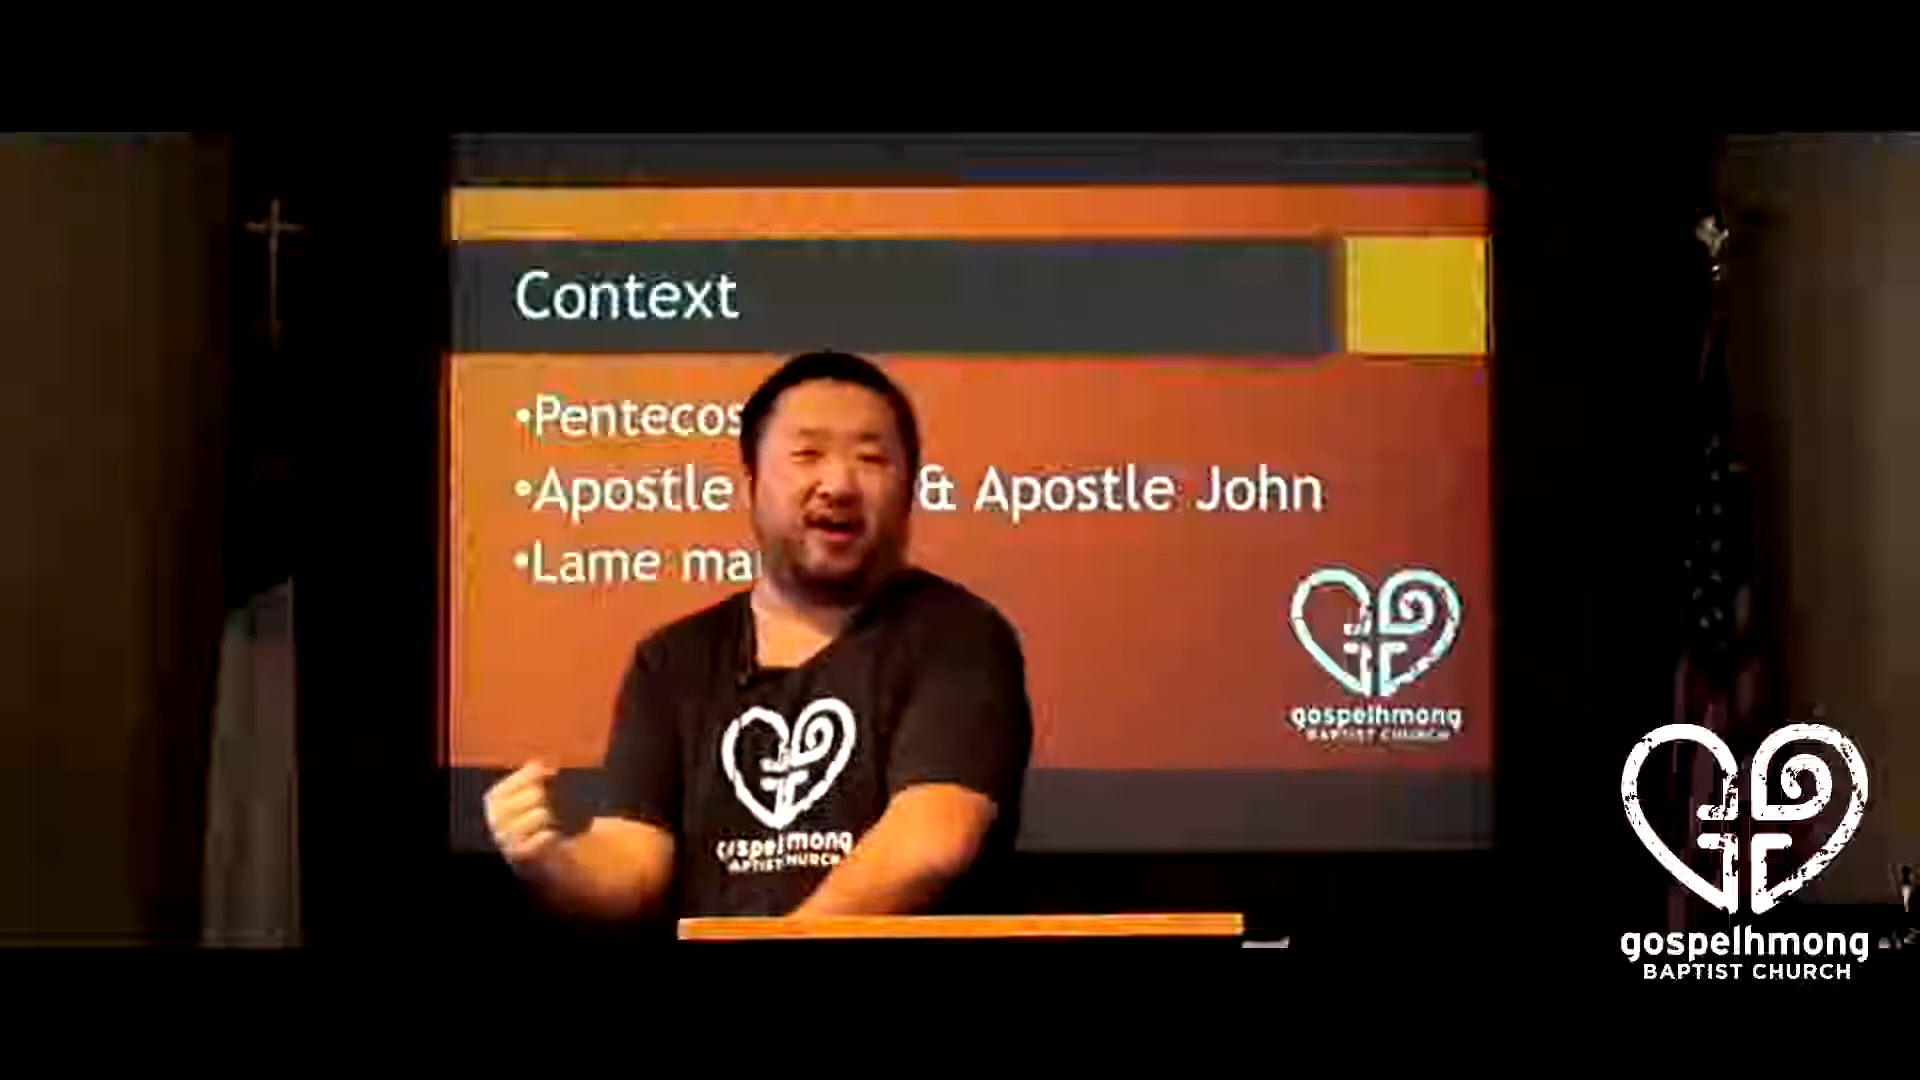 Context
•Pentecos
•Apostle & Apostle John
•Lame ma
gospelhmong
BAPTIST CHURCH
gospelhmong
BAPTIST CHURCH
gospelhmong
BAPTIST CHURCH